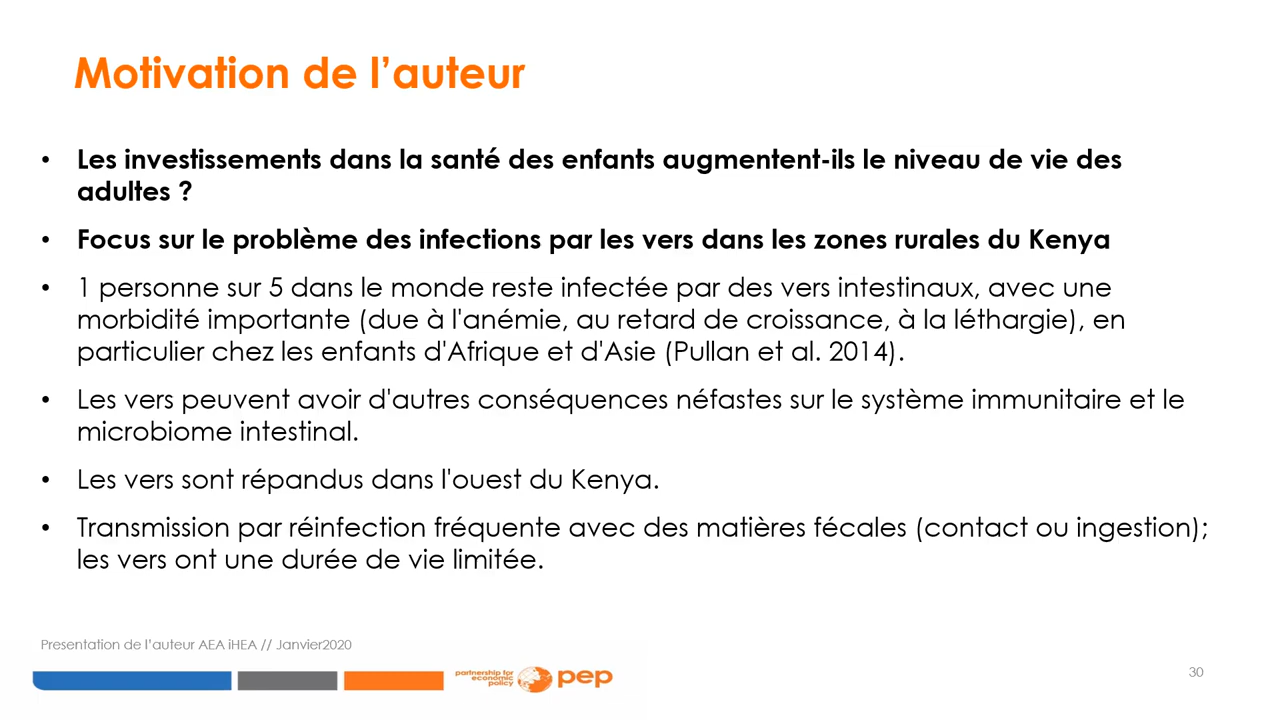 Motivation de l’auteur
• Les investissements dans la santé des enfants augmentent-ils le niveau de vie des
adultes ?
• Focus sur le problème des infections par les vers dans les zones rurales du Kenya
• 1 personne sur 5 dans le monde reste infectée par des vers intestinaux, avec une
morbidité importante (due à l'anémie, au retard de croissance, à la léthargie), en
particulier chez les enfants d'Afrique et d'Asie (Pullan et al. 2014).
• Les vers peuvent avoir d'autres conséquences néfastes sur le système immunitaire et le
microbiome intestinal.
• Les vers sont répandus dans l'ouest du Kenya.
• Transmission par réinfection fréquente avec des matières fécales (contact ou ingestion);
les vers ont une durée de vie limitée.
Presentation de l’auteur AEA iHEA // Janvier2020
partnership for
economic
policy
pep
30